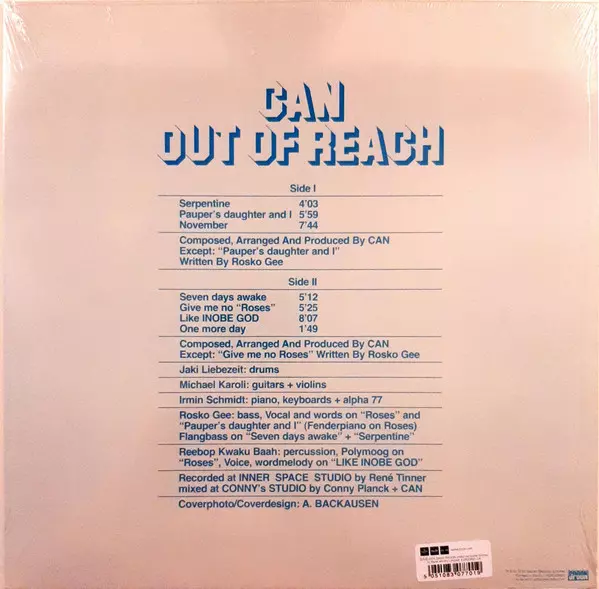 CAN
OUT OF REACH
Side I
Serpentine 4'03
Pauper's daughter and I 5'59
November 7'44
Composed, Arranged And Produced By CAN
Except: "Pauper's daughter and I"
Written By Rosko Gee
Side II
Seven days awake 5'12
Give me no "Roses" 5'25
Like INOBE GOD 8'07
One more day 1'49
Composed, Arranged And Produced By CAN
Except: "Give me no Roses" Written By Rosko Gee
Jaki Liebezeit: drums
Michael Karoli: guitars + violins
Irmin Schmidt: piano, keyboards + alpha 77
Rosko Gee: bass, Vocal and words on "Roses" and
"Pauper's daughter and I" (Fenderpiano on Roses)
Flangbass on "Seven days awake" + "Serpentine"
Reebop Kwaku Baah: percussion, Polymoog on
"Roses", Voice, wordmelody on "LIKE INOBE GOD"
Recorded at INNER SPACE STUDIO by René Tinner
mixed at CONNY's STUDIO by Conny Planck + CAN
Coverphoto/Coverdesign: A. BACKAUSEN
5 051083 077019